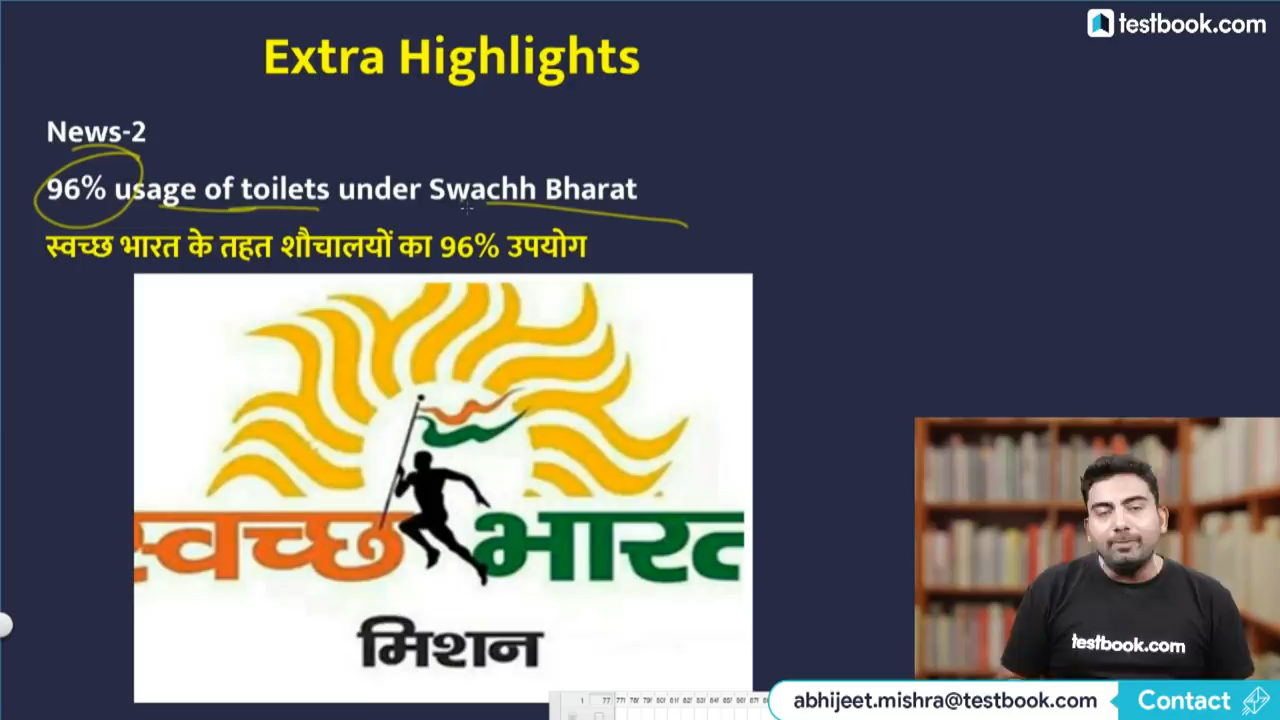 testbook.com
Extra Highlights
News-2
96% usage of toilets under Swachh Bharat
स्वच्छ भारत के तहत शौचालयों का 96% उपयोग
स्वच्छ भारत
मिशन
testbook.com
abhijeet.mishra@testbook.com
Contact